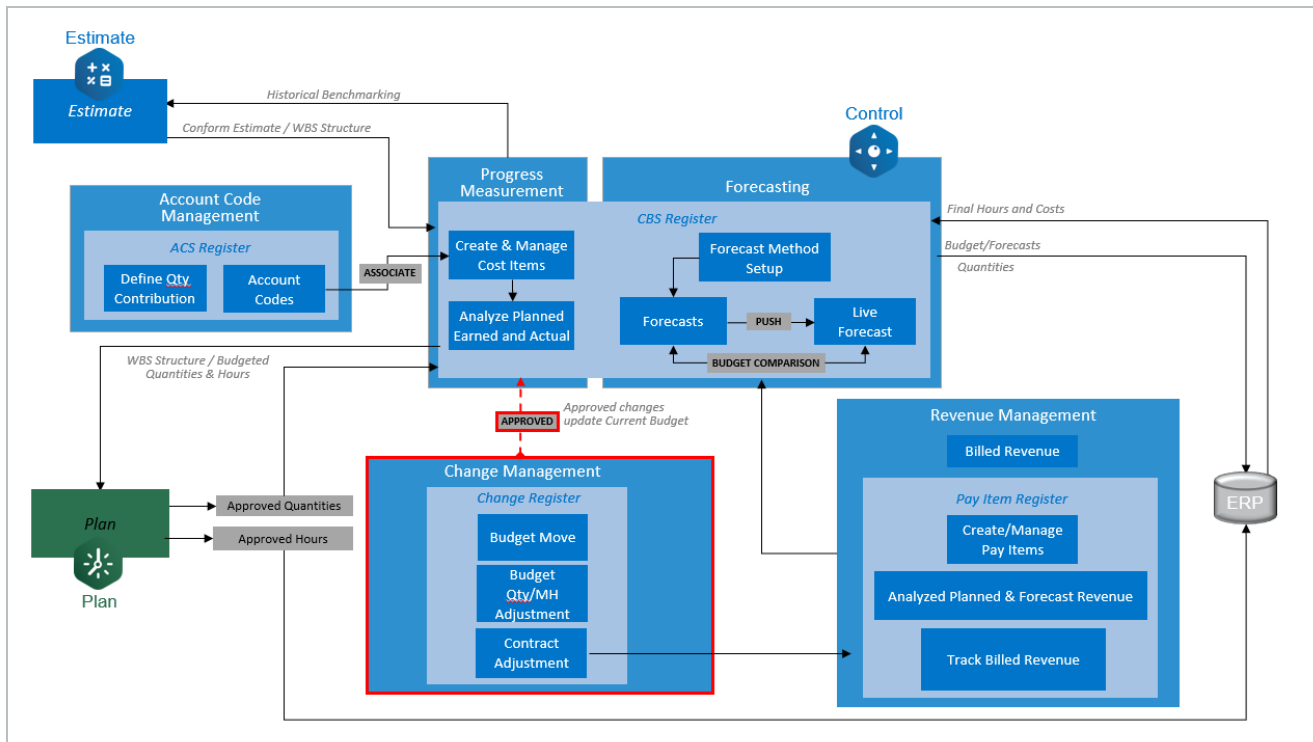 Estimate
Estimate
Historical Benchmarking
Conform Estimate / WBS Structure
Control
Account Code
Management
ACS Register
Define Qty
Contribution
Account
Codes
ASSOCIATE
Progress
Measurement
Forecasting
CBS Register
Create & Manage
Cost Items
Analyze Planned
Earned and Actual
Forecast Method
Setup
Forecasts
PUSH
Live
Forecast
BUDGET COMPARISON
Final Hours and Costs
Budget/Forecasts
Quantities
WBS Structure / Budgeted
Quantities & Hours
APPROVED
Approved changes
update Current Budget
Plan
Plan
Approved Quantities
Approved Hours
Change Management
Change Register
Budget Move
Budget
Qty/MH
Adjustment
Contract
Adjustment
Revenue Management
Billed Revenue
Pay Item Register
Create/Manage
Pay Items
Analyzed Planned & Forecast Revenue
Track Billed Revenue
ERP